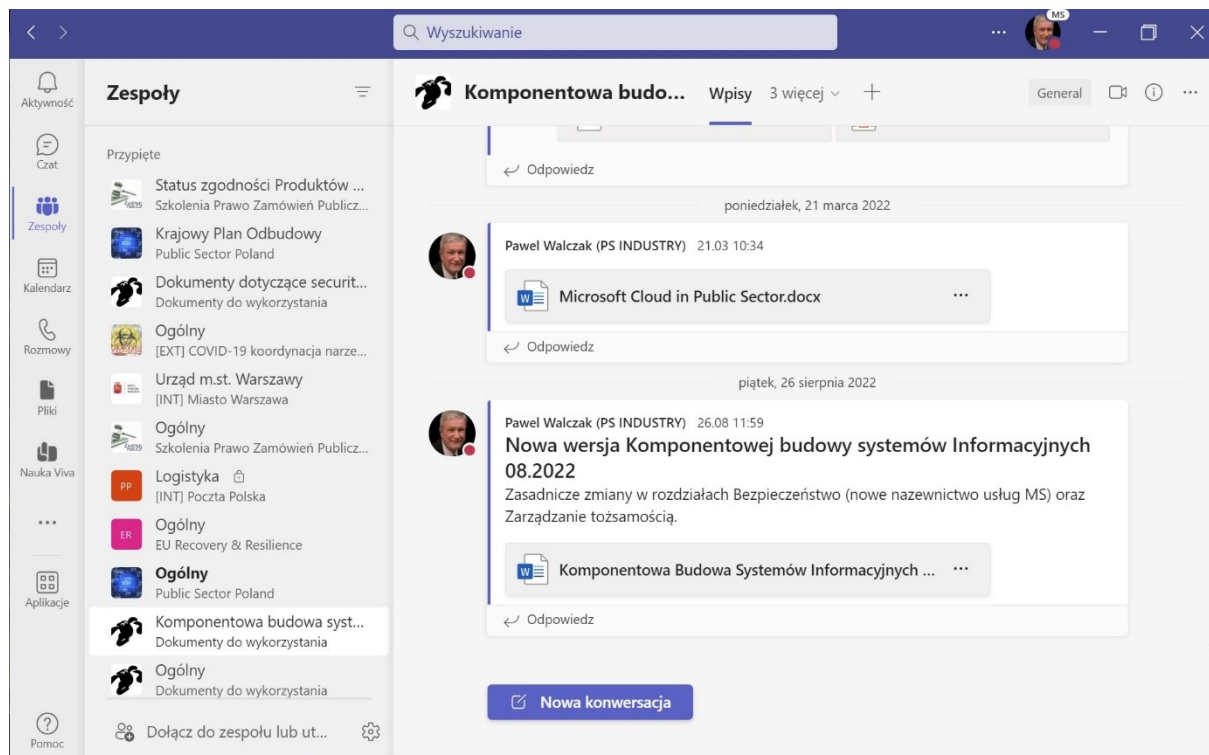 Wyszukiwanie
MS
Aktywność
Czat
Zespoły
Kalendarz
Rozmowy
Pliki
Nauka Viva
Aplikacje
Pomoc
Zespoły
Przypięte
Status zgodności Produktów ...
Szkolenia Prawo Zamówień Publicz...
Krajowy Plan Odbudowy
Public Sector Poland
Dokumenty dotyczące securit...
Dokumenty do wykorzystania
Ogólny
[EXT] COVID-19 koordynacja narze...
Urząd m.st. Warszawy
[INT] Miasto Warszawa
Ogólny
Szkolenia Prawo Zamówień Publicz...
PP
Logistyka
[INT] Poczta Polska
ER
Ogólny
EU Recovery & Resilience
Ogólny
Public Sector Poland
Komponentowa budowa syst...
Dokumenty do wykorzystania
Ogólny
Dokumenty do wykorzystania
Dołącz do zespołu lub ut...
Komponentowa budo... Wpisy 3 więcej General
Odpowiedz
poniedziałek, 21 marca 2022
Pawel Walczak (PS INDUSTRY) 21.03 10:34
Microsoft Cloud in Public Sector.docx
Odpowiedz
piątek, 26 sierpnia 2022
Pawel Walczak (PS INDUSTRY) 26.08 11:59
Nowa wersja Komponentowej budowy systemów Informacyjnych
08.2022
Zasadnicze zmiany w rozdziałach Bezpieczeństwo (nowe nazewnictwo usług MS) oraz
Zarządzanie tożsamością.
Komponentowa Budowa Systemów Informacyjnych ...
Odpowiedz
Nowa konwersacja